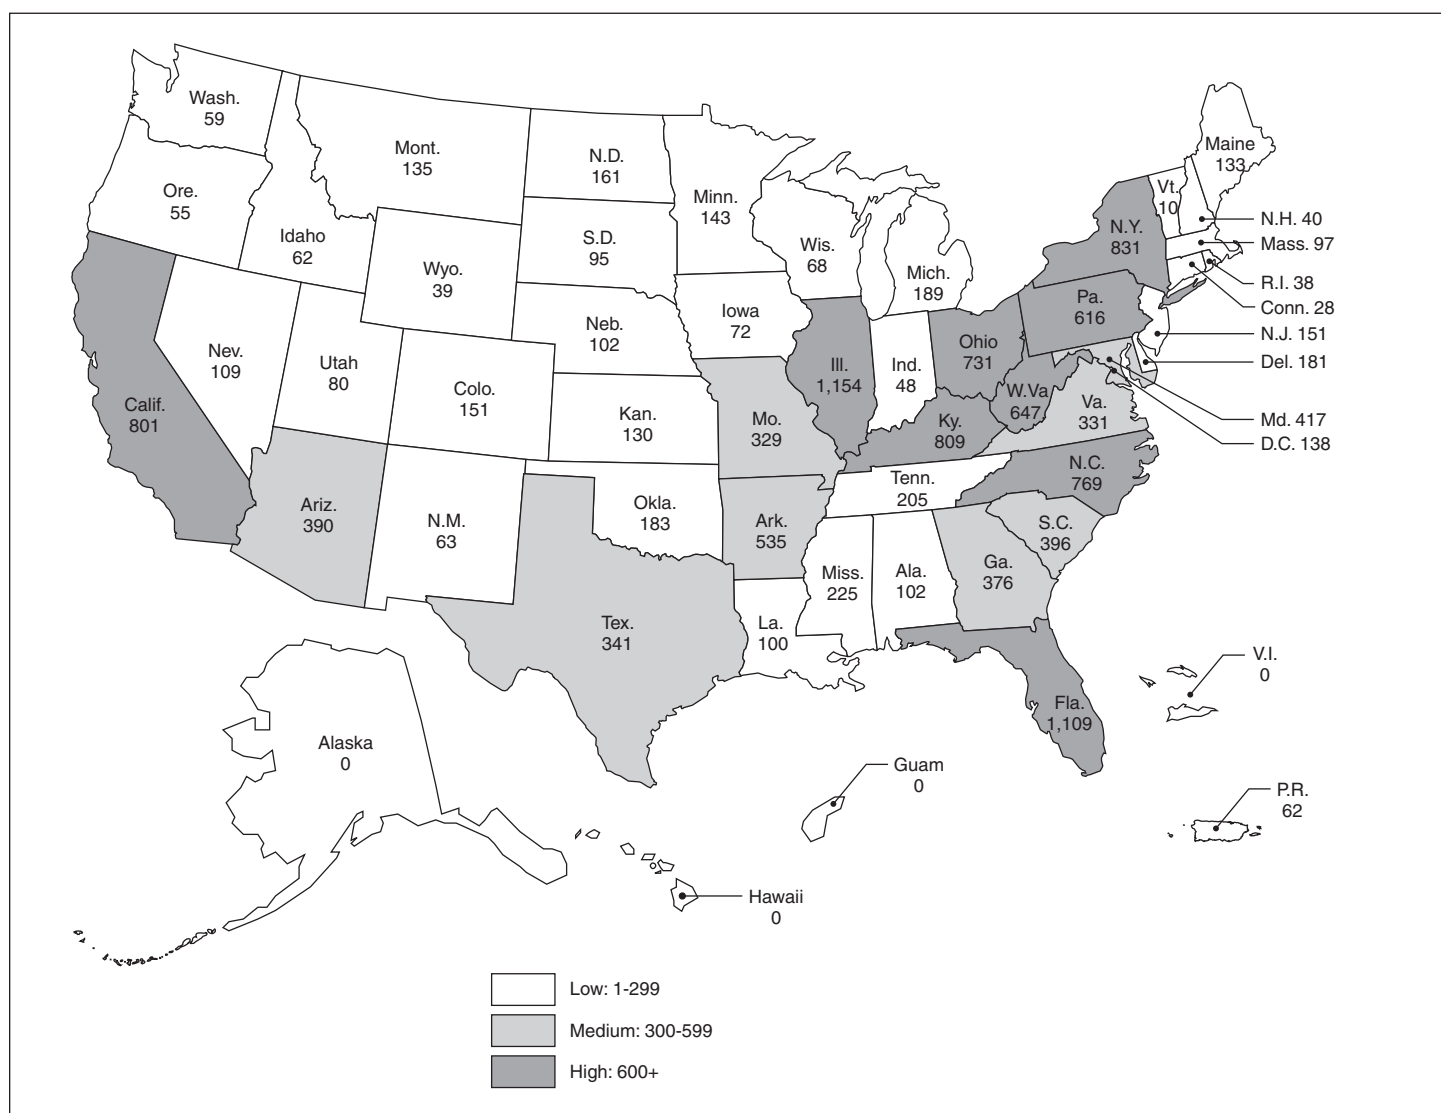 Wash.
59
Ore.
55
Calif.
801
Idaho
62
Nev.
109
Mont.
135
Wyo.
39
Utah
80
Ariz.
390
Colo.
151
N.M.
63
N.D.
161
S.D.
95
Neb.
102
Kan.
130
Okla.
183
Tex.
341
Minn.
143
Iowa
72
Mo.
329
Ark.
535
La.
100
Wis.
68
Ill.
1,154
Mich.
189
Ind.
48
Ohio
731
Ky.
809
Tenn.
205
Miss.
225
Ala.
102
Ga.
376
Fla.
1,109
S.C.
396
N.C.
769
Va.
331
W.Va
647
Pa.
616
N.Y.
831
Vt.
10
Maine
133
N.H. 40
Mass. 97
R.I. 38
Conn. 28
N.J. 151
Del. 181
Md. 417
D.C. 138
V.I.
0
P.R.
62
Guam
0
Hawaii
0
Alaska
0
Low: 1-299
Medium: 300-599
High: 600+